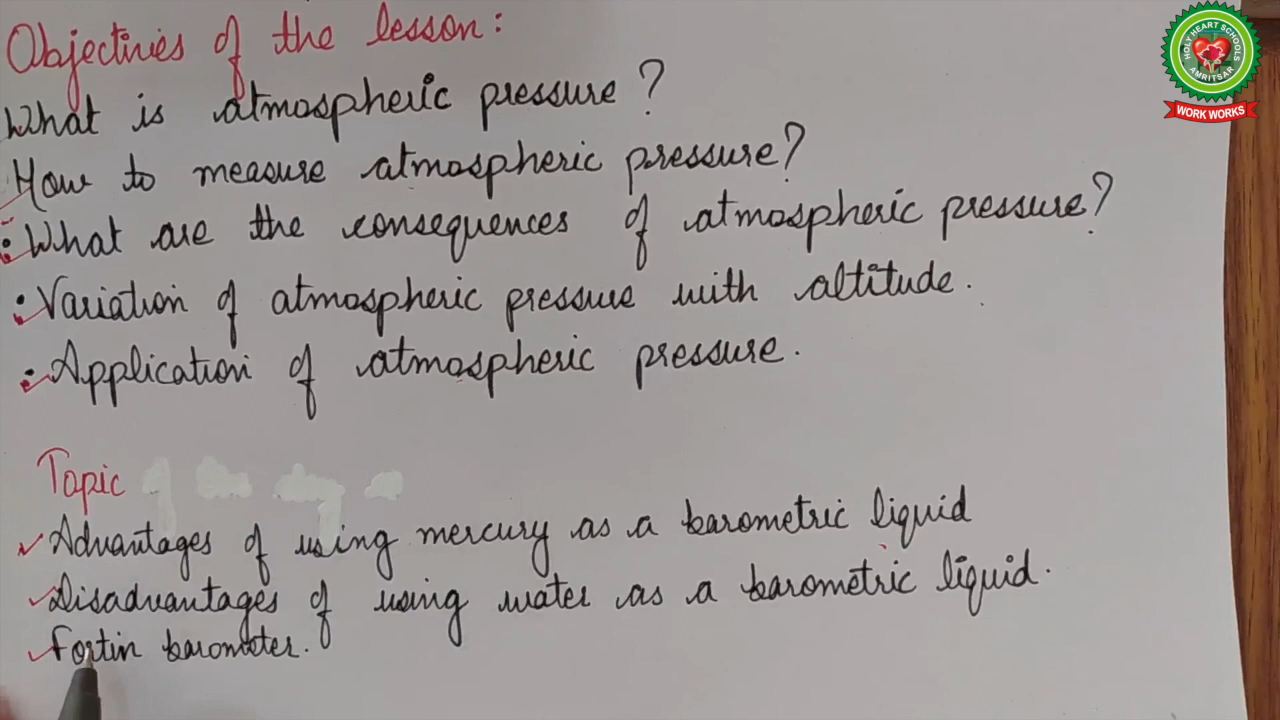 Objectives of the lesson:
What is atmospheric pressure?
How to measure atmospheric pressure?
What are the consequences of atmospheric pressure?
Variation of atmospheric pressure with altitude.
Application of atmospheric pressure.
Topic
Advantages of using mercury as a barometric liquid
Disadvantages of using water as a barometric liquid.
Fortin barometer.
HOLY HEART SCHOOLS
AMRITSAR
WORK WORKS